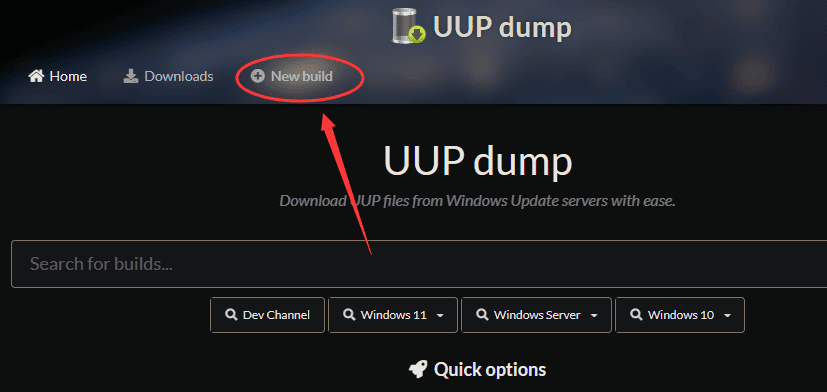 UUP dump
Home Downloads New build
UUP dump
Download UUP files from Windows Update servers with ease.
Search for builds...
Dev Channel Windows 11 Windows Server Windows 10
Quick options